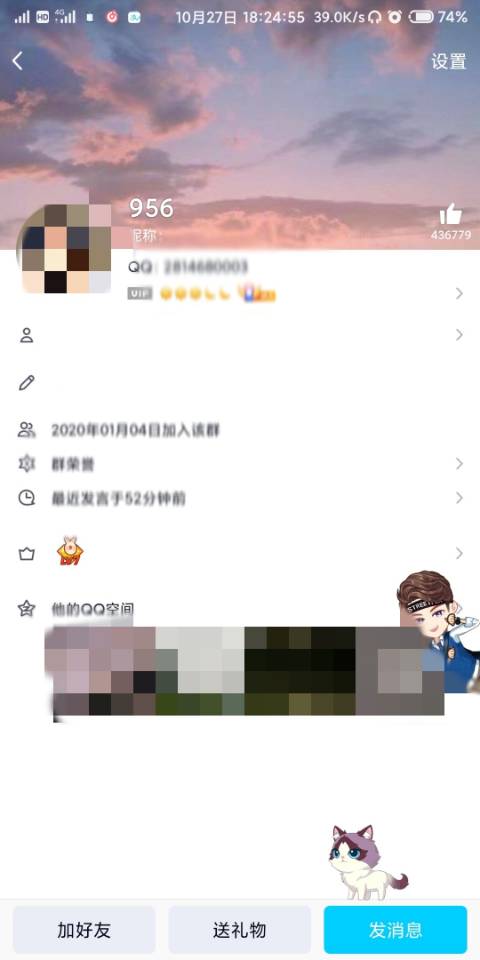 HD 4G 10月27日 18:24:55 39.0K/s 74%
设置
956
昵称:
436779
QQ: 2814680003
VIP
2020年01月04日加入该群
群荣誉
最近发言于52分钟前
他的QQ空间
STREET
加好友
送礼物
发消息